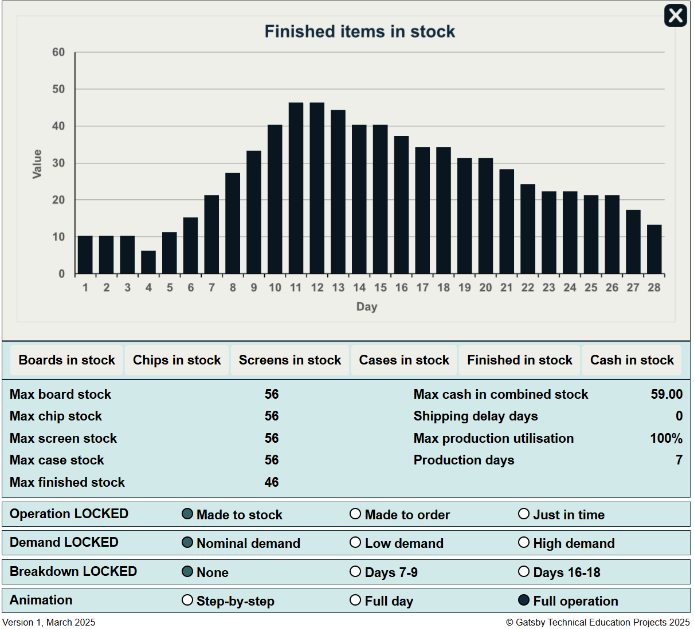 Finished items in stock
60
50
40
30
20
10
0
Value
1 2 3 4 5 6 7 8 9 10 11 12 13 14 15 16 17 18 19 20 21 22 23 24 25 26 27 28
Day
Boards in stock Chips in stock Screens in stock Cases in stock Finished in stock Cash in stock
Max board stock 56 Max cash in combined stock 59.00
Max chip stock 56 Shipping delay days 0
Max screen stock 56 Max production utilisation 100%
Max case stock 56 Production days 7
Max finished stock 46
Operation LOCKED Made to stock Made to order Just in time
Demand LOCKED Nominal demand Low demand High demand
Breakdown LOCKED None Days 7-9 Days 16-18
Animation Step-by-step Full day Full operation
Version 1, March 2025 © Gatsby Technical Education Projects 2025